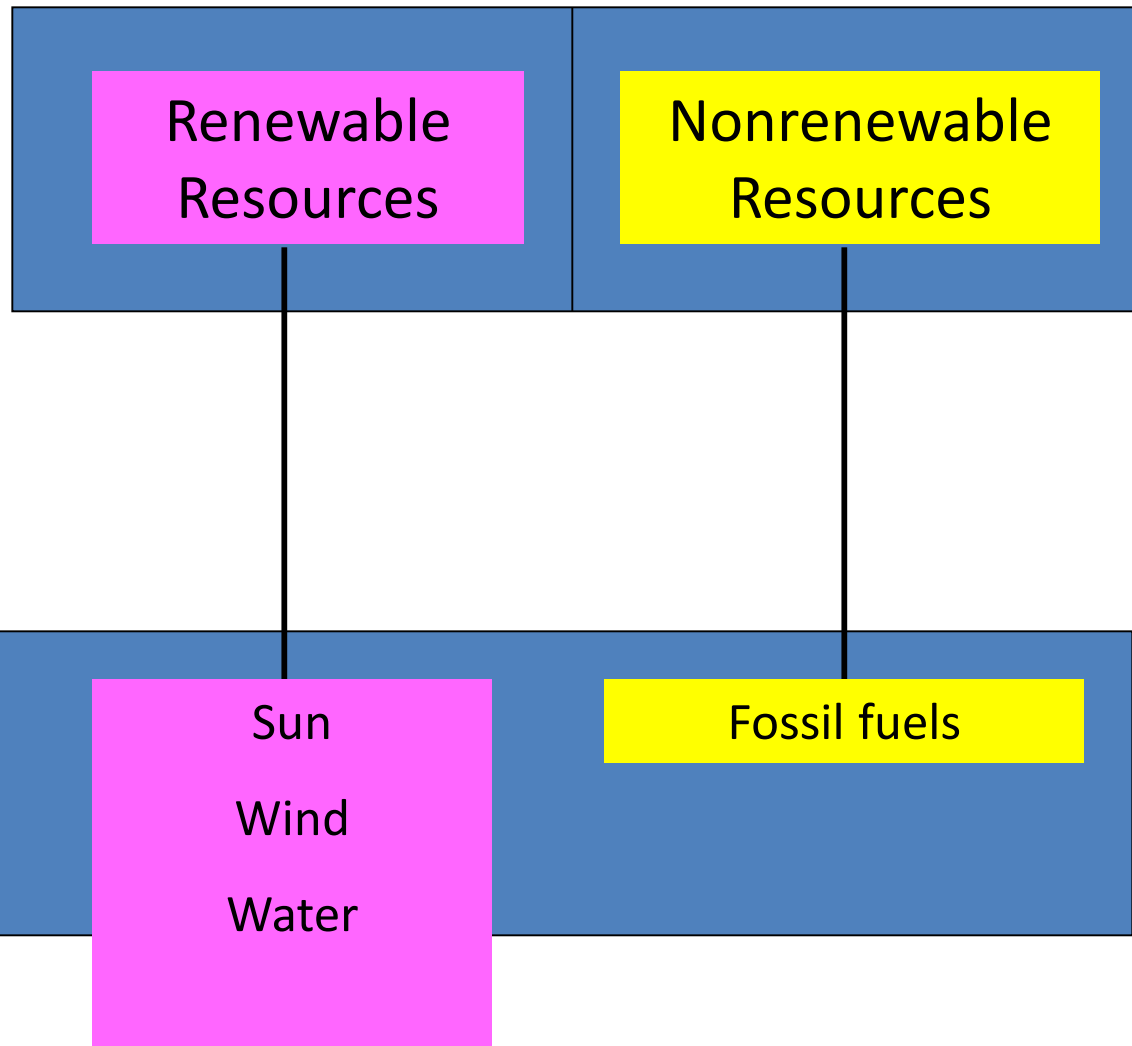 Renewable
Resources
Nonrenewable
Resources
Sun
Wind
Water
Fossil fuels